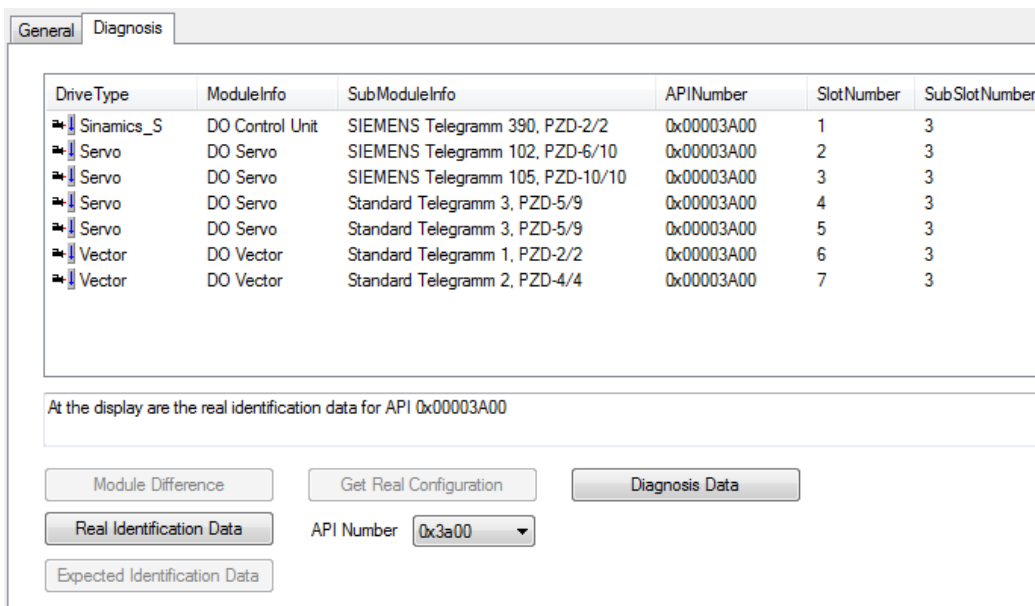 General Diagnosis
DriveType ModuleInfo SubModuleInfo APINumber SlotNumber SubSlotNumber
Sinamics_S DO Control Unit SIEMENS Telegramm 390, PZD-2/2 0x00003A00 1 3
Servo DO Servo SIEMENS Telegramm 102, PZD-6/10 0x00003A00 2 3
Servo DO Servo SIEMENS Telegramm 105, PZD-10/10 0x00003A00 3 3
Servo DO Servo Standard Telegramm 3, PZD-5/9 0x00003A00 4 3
Servo DO Servo Standard Telegramm 3, PZD-5/9 0x00003A00 5 3
Vector DO Vector Standard Telegramm 1, PZD-2/2 0x00003A00 6 3
Vector DO Vector Standard Telegramm 2, PZD-4/4 0x00003A00 7 3
At the display are the real identification data for API 0x00003A00
Module Difference Get Real Configuration Diagnosis Data
Real Identification Data API Number 0x3a00
Expected Identification Data